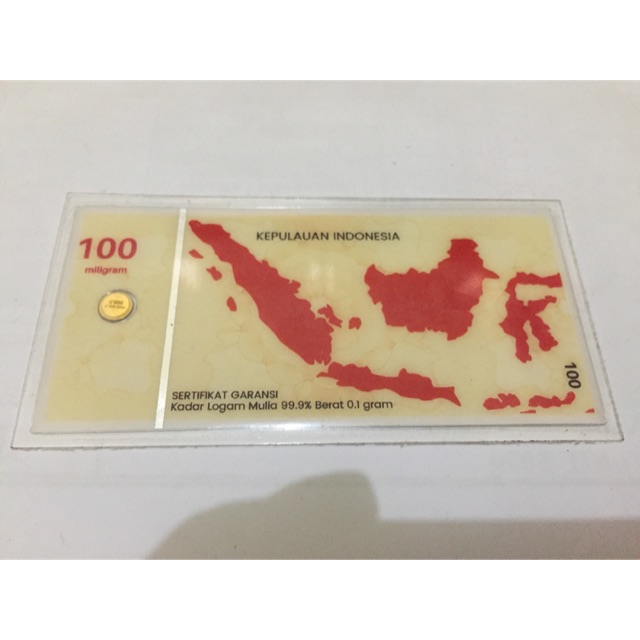 100
miligram
KEPULAUAN INDONESIA
SERTIFIKAT GARANSI
Kadar Logam Mulia 99.9% Berat 0.1 gram
100